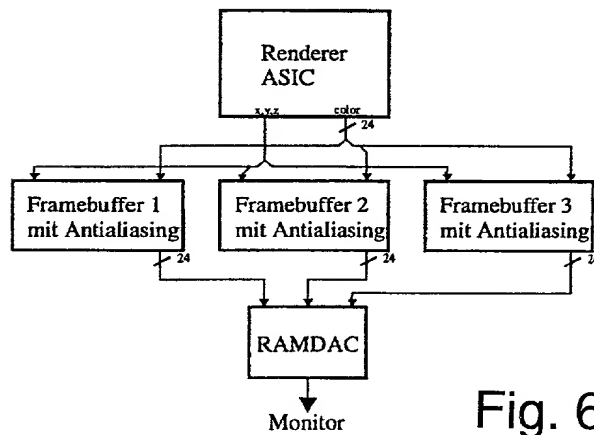 Renderer
ASIC
x,y,z color
24
Framebuffer 1
mit Antialiasing
Framebuffer 2
mit Antialiasing
Framebuffer 3
mit Antialiasing
24
24
RAMDAC
Monitor
Fig. 6